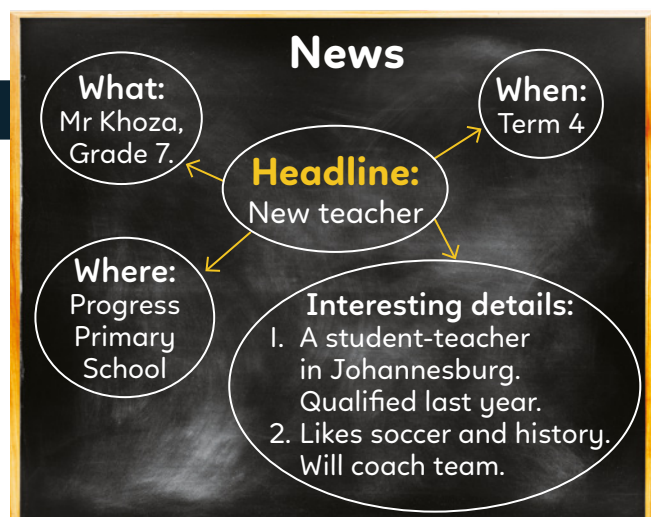 News
What:
Mr Khoza,
Grade 7.
When:
Term 4
Headline:
New teacher
Where:
Progress
Primary
School
Interesting details:
1. A student-teacher
in Johannesburg.
Qualified last year.
2. Likes soccer and history.
Will coach team.